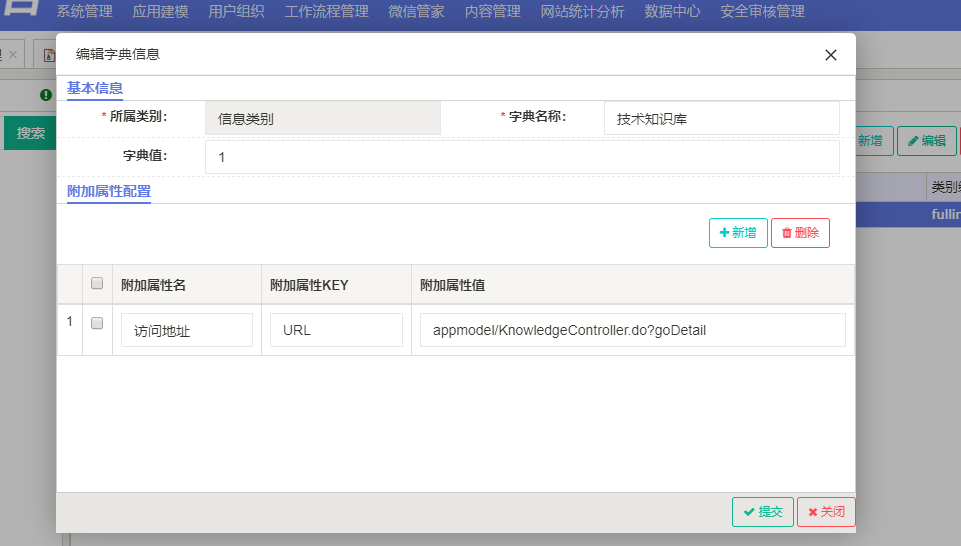 系统管理 应用建模 用户组织 工作流程管理 微信管家 内容管理 网站统计分析 数据中心 安全审核管理
编辑字典信息
基本信息
* 所属类别: 信息类别 * 字典名称: 技术知识库
搜索
新增 编辑
字典值: 1
附加属性配置
类别
fullin
新增 删除
附加属性名 附加属性KEY 附加属性值
1 访问地址 URL appmodel/KnowledgeController.do?goDetail
提交 关闭